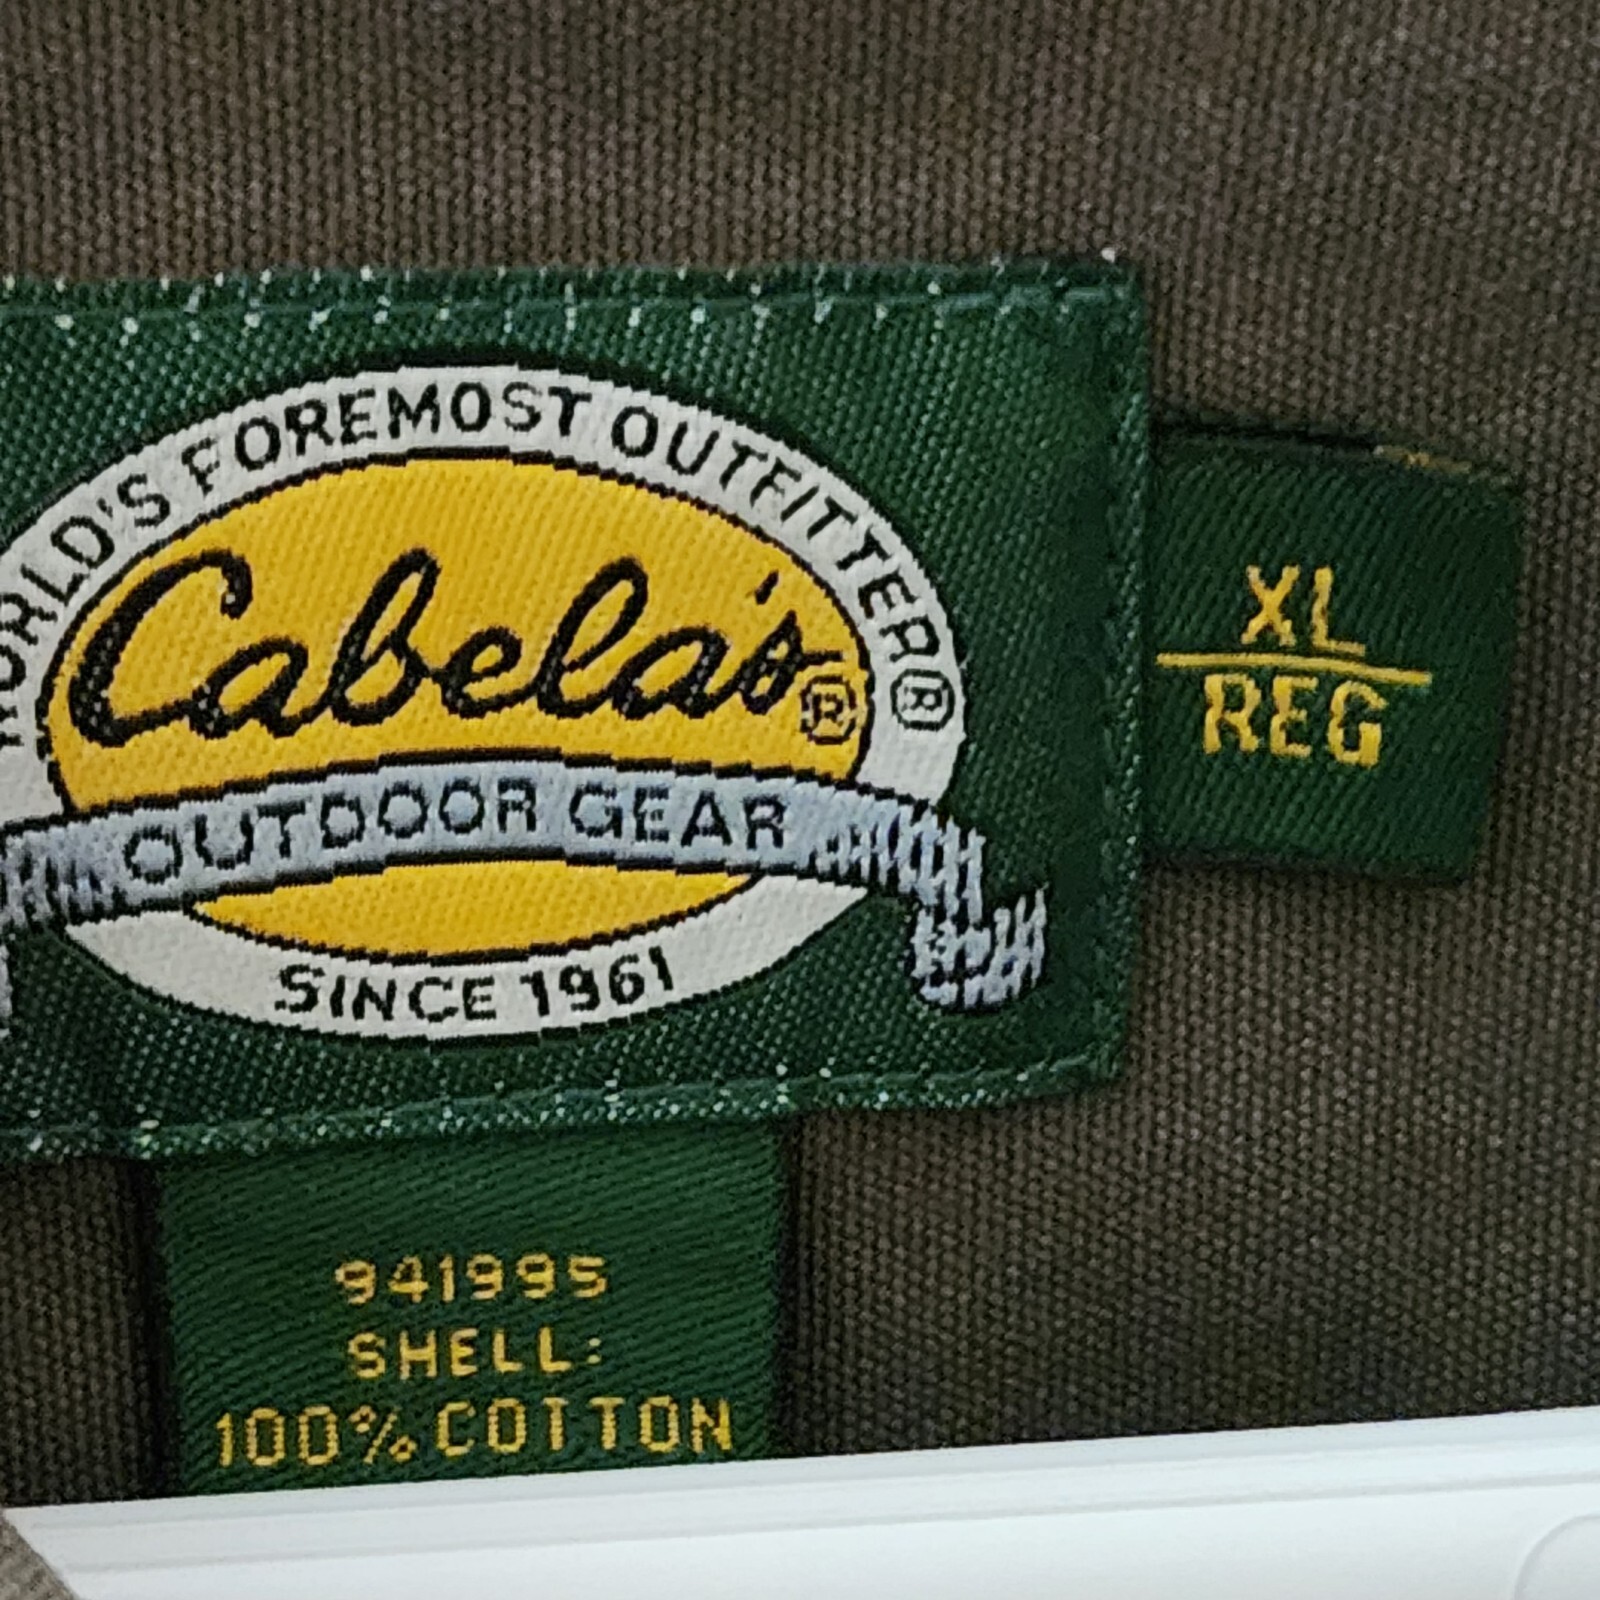 WORLD'S FOREMOST OUTFITTER®
Cabela's®
OUTDOOR GEAR
SINCE 1961
XL
REG
941995
SHELL:
100% COTTON